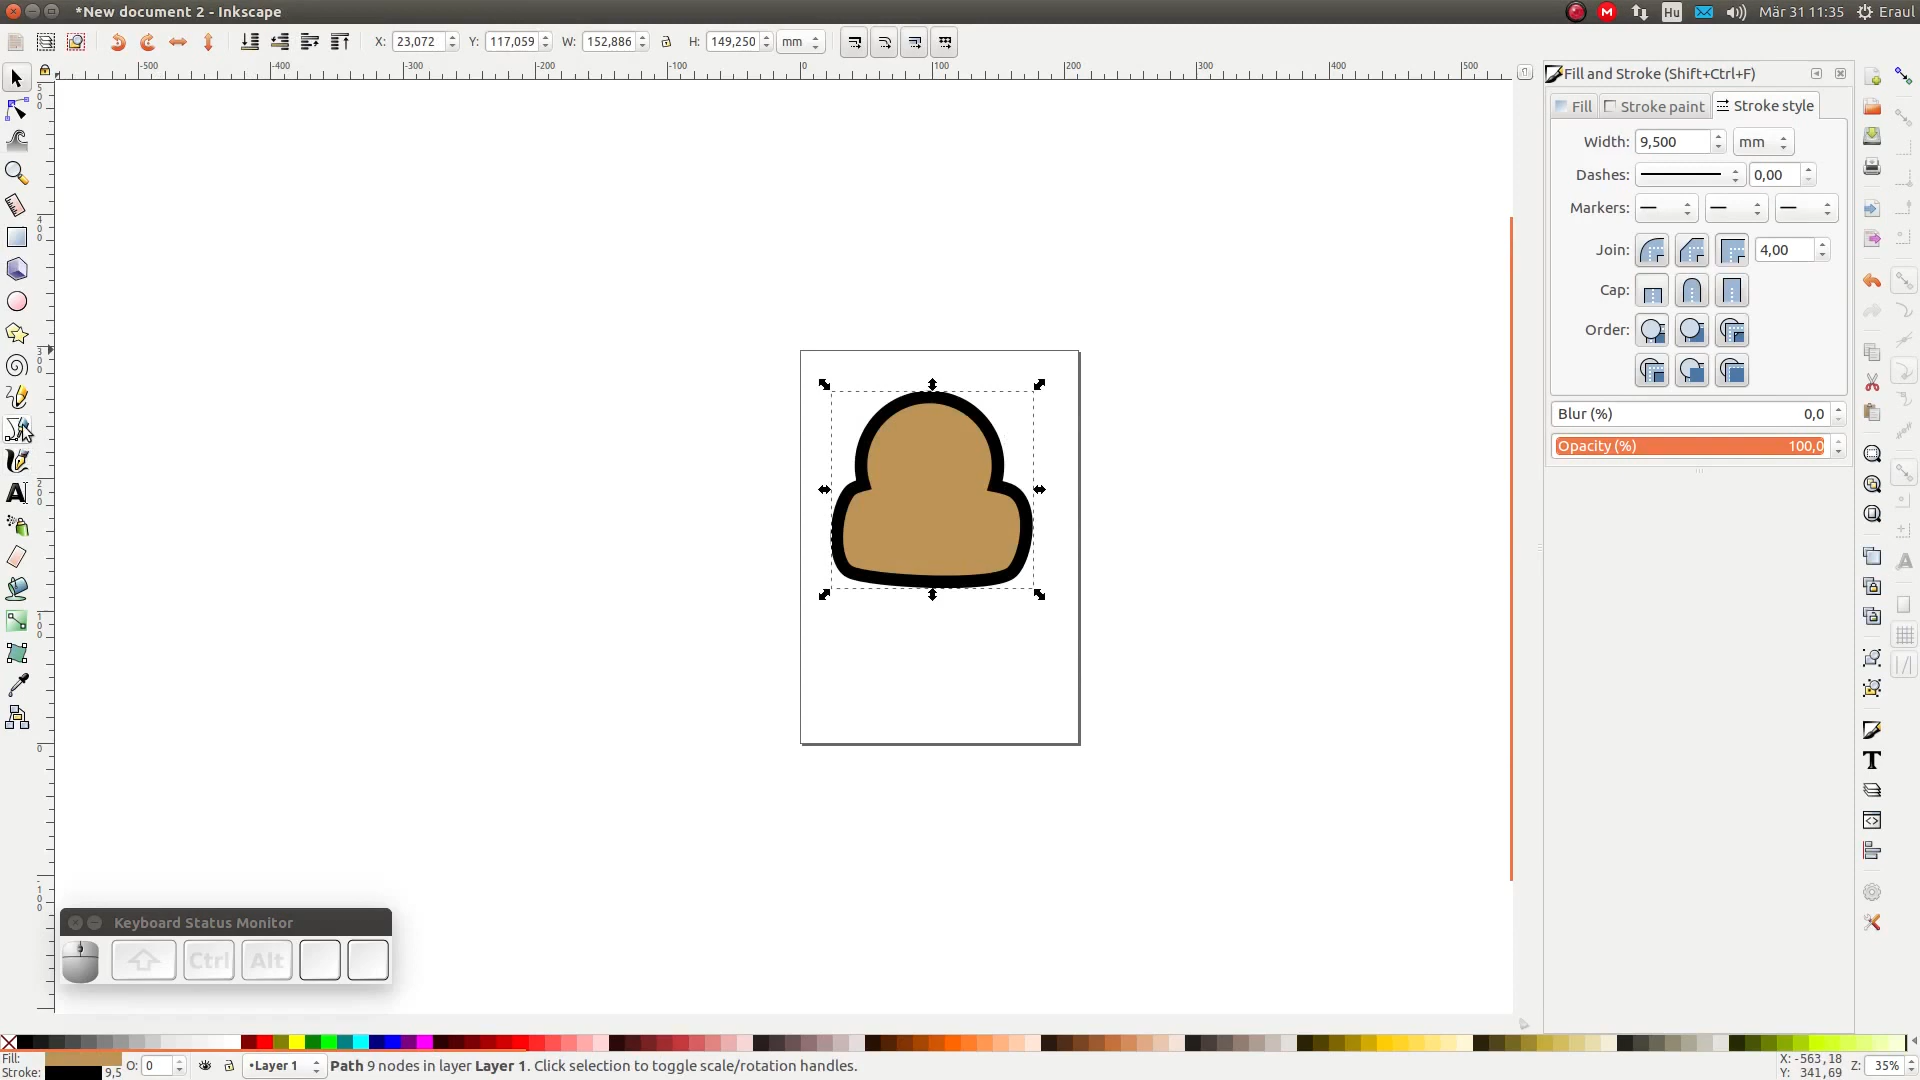 *New document 2 - Inkscape
Hu
Mär 31 11:35
Eraul
X: 23,072
Y: 117,059
W: 152,886
H: 149,250
mm
-500 -400 -300 -200 -100 0 100 200 300 400 500
Fill and Stroke (Shift+Ctrl+F)
Fill
Stroke paint
Stroke style
Width: 9,500 mm
Dashes: 0,00
Markers:
Join: 4,00
Cap:
Order:
Blur (%) 0,0
Opacity (%) 100,0
Keyboard Status Monitor
Ctrl
Alt
Fill:
Stroke: 9,5
O: 0
•Layer 1
Path 9 nodes in layer Layer 1. Click selection to toggle scale/rotation handles.
X: -563,18
Y: 341,69
Z: 35%